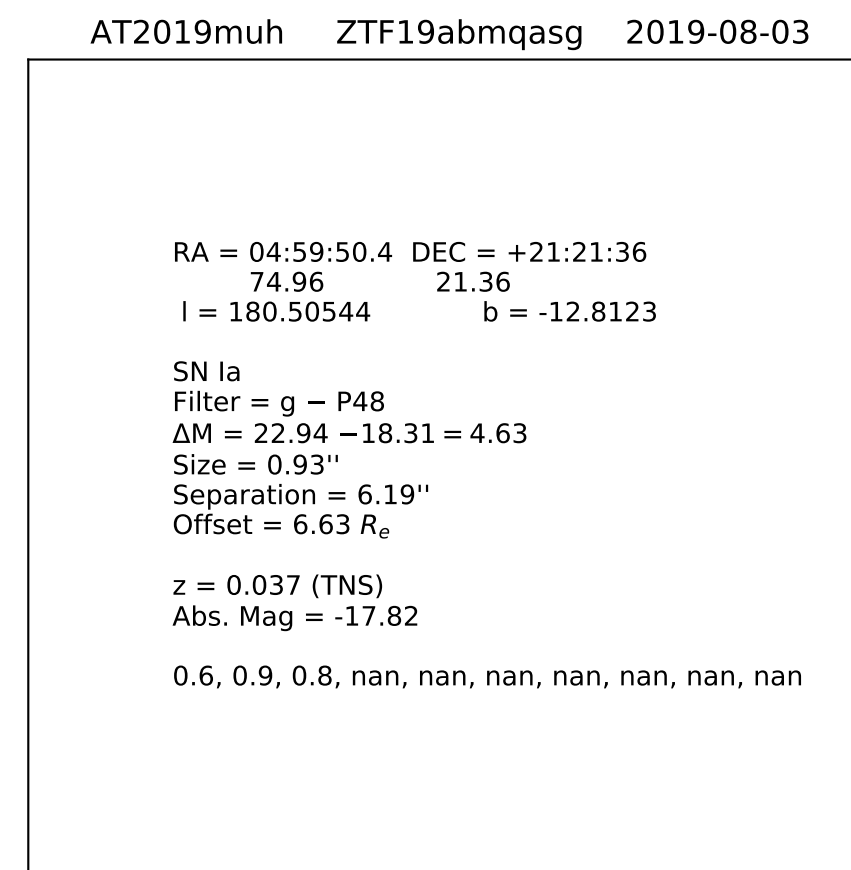 AT2019muh ZTF19abmqasg 2019-08-03
RA = 04:59:50.4 DEC = +21:21:36
74.96 21.36
l = 180.50544 b = -12.8123
SN Ia
Filter = g − P48
ΔM = 22.94 −18.31 = 4.63
Size = 0.93''
Separation = 6.19''
Offset = 6.63 Re
z = 0.037 (TNS)
Abs. Mag = -17.82
0.6, 0.9, 0.8, nan, nan, nan, nan, nan, nan, nan